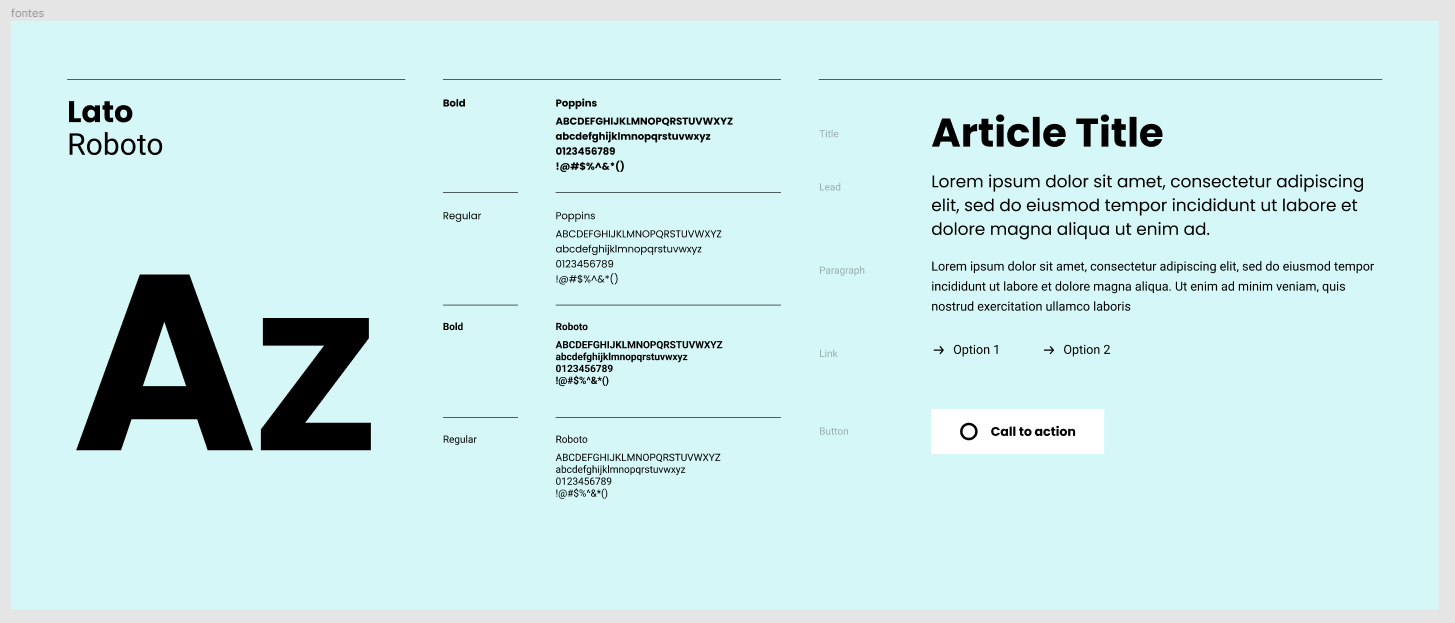 fontes
Lato
Roboto
Az
Bold
Poppins
ABCDEFGHIJKLMNOPQRSTUVWXYZ
abcdefghijklmnopqrstuvwxyz
0123456789
!@#$%^&*()
Regular
Poppins
ABCDEFGHIJKLMNOPQRSTUVWXYZ
abcdefghijklmnopqrstuvwxyz
0123456789
!@#$%^&*()
Bold
Roboto
ABCDEFGHIJKLMNOPQRSTUVWXYZ
abcdefghijklmnopqrstuvwxyz
0123456789
!@#$%^&*()
Regular
Roboto
ABCDEFGHIJKLMNOPQRSTUVWXYZ
abcdefghijklmnopqrstuvwxyz
0123456789
!@#$%^&*()
Title
Article Title
Lead
Lorem ipsum dolor sit amet, consectetur adipiscing
elit, sed do eiusmod tempor incididunt ut labore et
dolore magna aliqua ut enim ad.
Paragraph
Lorem ipsum dolor sit amet, consectetur adipiscing elit, sed do eiusmod tempor
incididunt ut labore et dolore magna aliqua. Ut enim ad minim veniam, quis
nostrud exercitation ullamco laboris
Link
→ Option 1 → Option 2
Button
Call to action